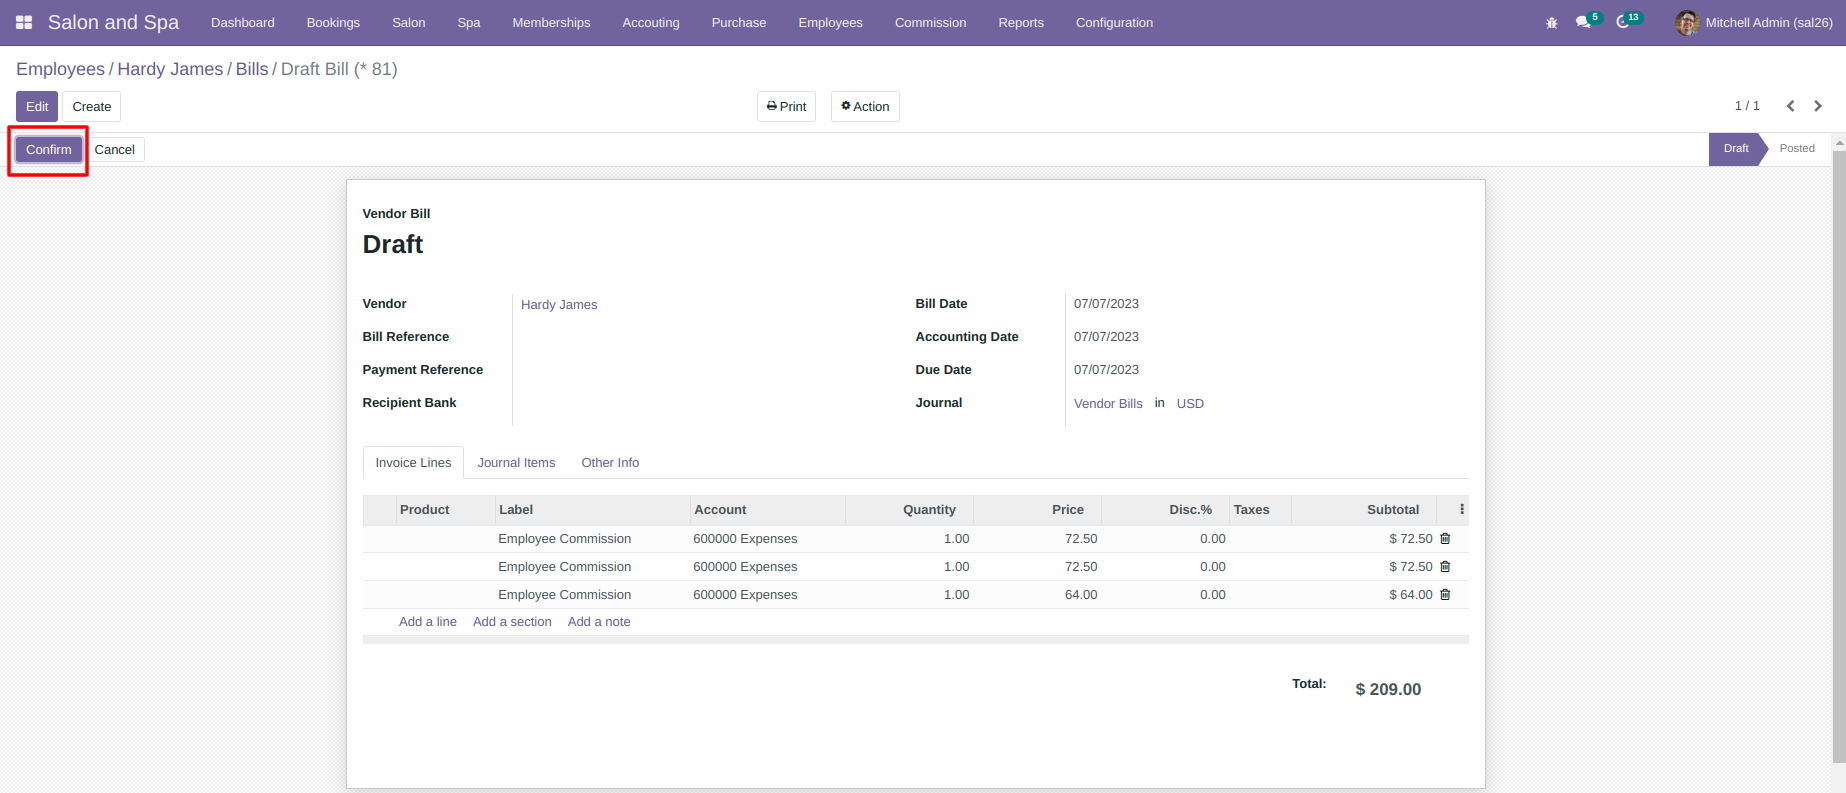 Salon and Spa Dashboard Bookings Salon Spa Memberships Accouting Purchase Employees Commission Reports Configuration 5 13 Mitchell Admin (sal26)
Employees / Hardy James / Bills / Draft Bill (* 81)
Edit Create Print Action 1 / 1
Confirm Cancel Draft Posted
Vendor Bill
Draft
Vendor Hardy James Bill Date 07/07/2023
Bill Reference Accounting Date 07/07/2023
Payment Reference Due Date 07/07/2023
Recipient Bank Journal Vendor Bills in USD
Invoice Lines Journal Items Other Info
Product Label Account Quantity Price Disc.% Taxes Subtotal
Employee Commission 600000 Expenses 1.00 72.50 0.00 $ 72.50
Employee Commission 600000 Expenses 1.00 72.50 0.00 $ 72.50
Employee Commission 600000 Expenses 1.00 64.00 0.00 $ 64.00
Add a line Add a section Add a note
Total: $ 209.00